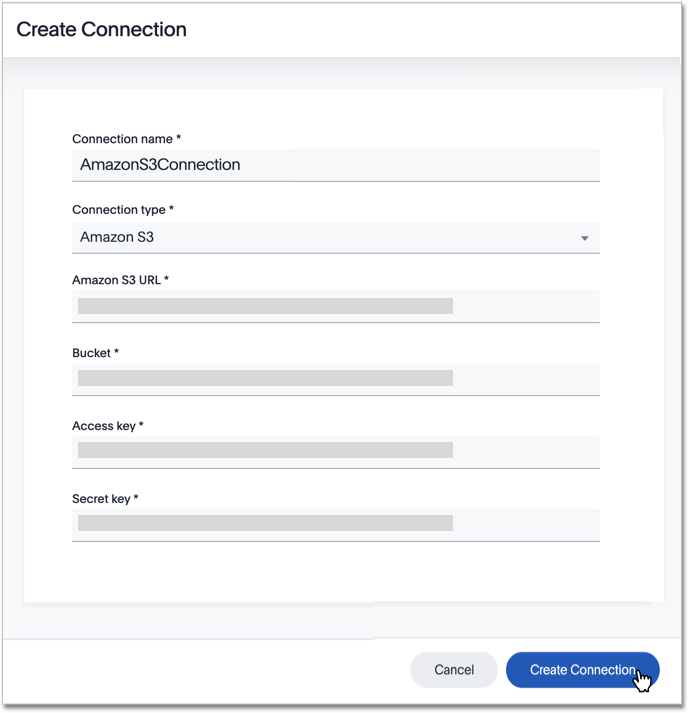 Create Connection
Connection name *
AmazonS3Connection
Connection type *
Amazon S3
Amazon S3 URL *
Bucket *
Access key *
Secret key *
Cancel
Create Connection